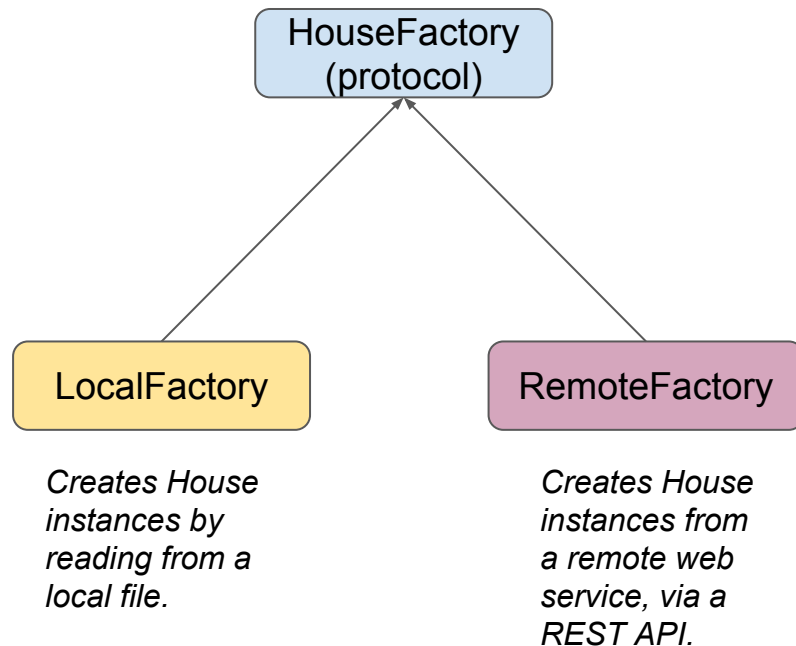 HouseFactory
(protocol)
LocalFactory
RemoteFactory
Creates House
instances by
reading from a
local file.
Creates House
instances from
a remote web
service, via a
REST API.